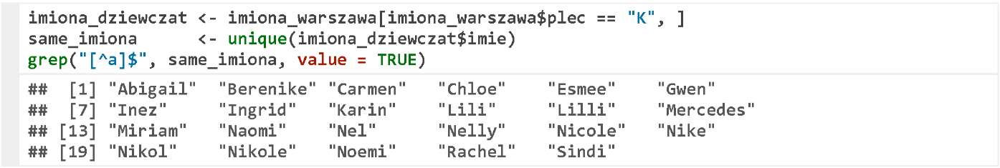 imiona_dziewczat <- imiona_warszawa[imiona_warszawa$plec == "K", ]
same_imiona      <- unique(imiona_dziewczat$imie)
grep("[^a]$", same_imiona, value = TRUE)
##  [1] "Abigail"  "Berenike" "Carmen"   "Chloe"    "Esmee"    "Gwen"
##  [7] "Inez"     "Ingrid"   "Karin"    "Lili"     "Lilli"    "Mercedes"
## [13] "Miriam"   "Naomi"    "Nel"      "Nelly"    "Nicole"   "Nike"
## [19] "Nikol"    "Nikole"   "Noemi"    "Rachel"   "Sindi"